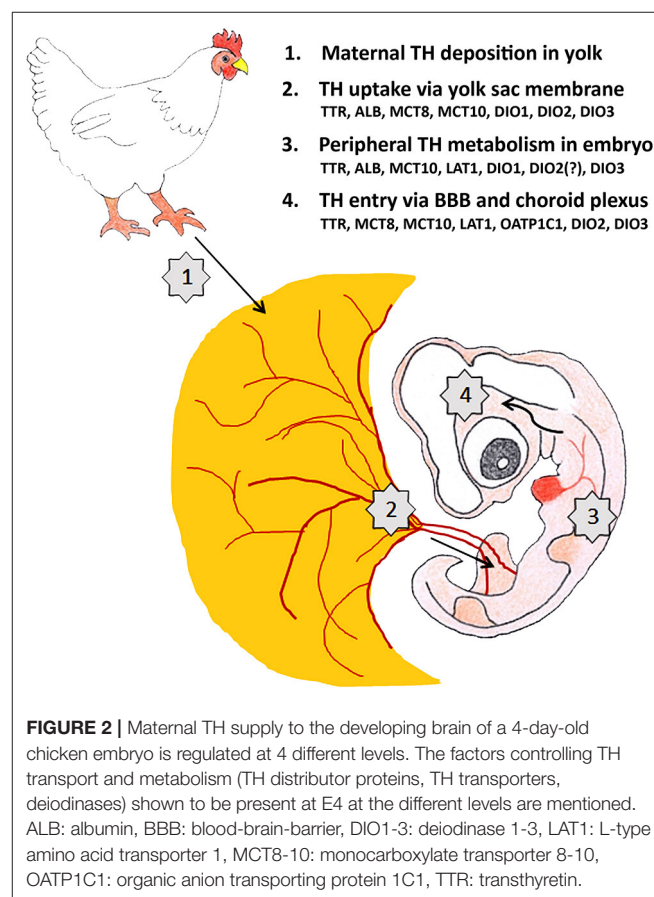 1. Maternal TH deposition in yolk
2. TH uptake via yolk sac membrane
TTR, ALB, MCT8, MCT10, DIO1, DIO2, DIO3
3. Peripheral TH metabolism in embryo
TTR, ALB, MCT10, LAT1, DIO1, DIO2(?), DIO3
4. TH entry via BBB and choroid plexus
TTR, MCT8, MCT10, LAT1, OATP1C1, DIO2, DIO3
1
4
2
3
FIGURE 2 | Maternal TH supply to the developing brain of a 4-day-old
chicken embryo is regulated at 4 different levels. The factors controlling TH
transport and metabolism (TH distributor proteins, TH transporters,
deiodinases) shown to be present at E4 at the different levels are mentioned.
ALB: albumin, BBB: blood-brain-barrier, DIO1-3: deiodinase 1-3, LAT1: L-type
amino acid transporter 1, MCT8-10: monocarboxylate transporter 8-10,
OATP1C1: organic anion transporting protein 1C1, TTR: transthyretin.